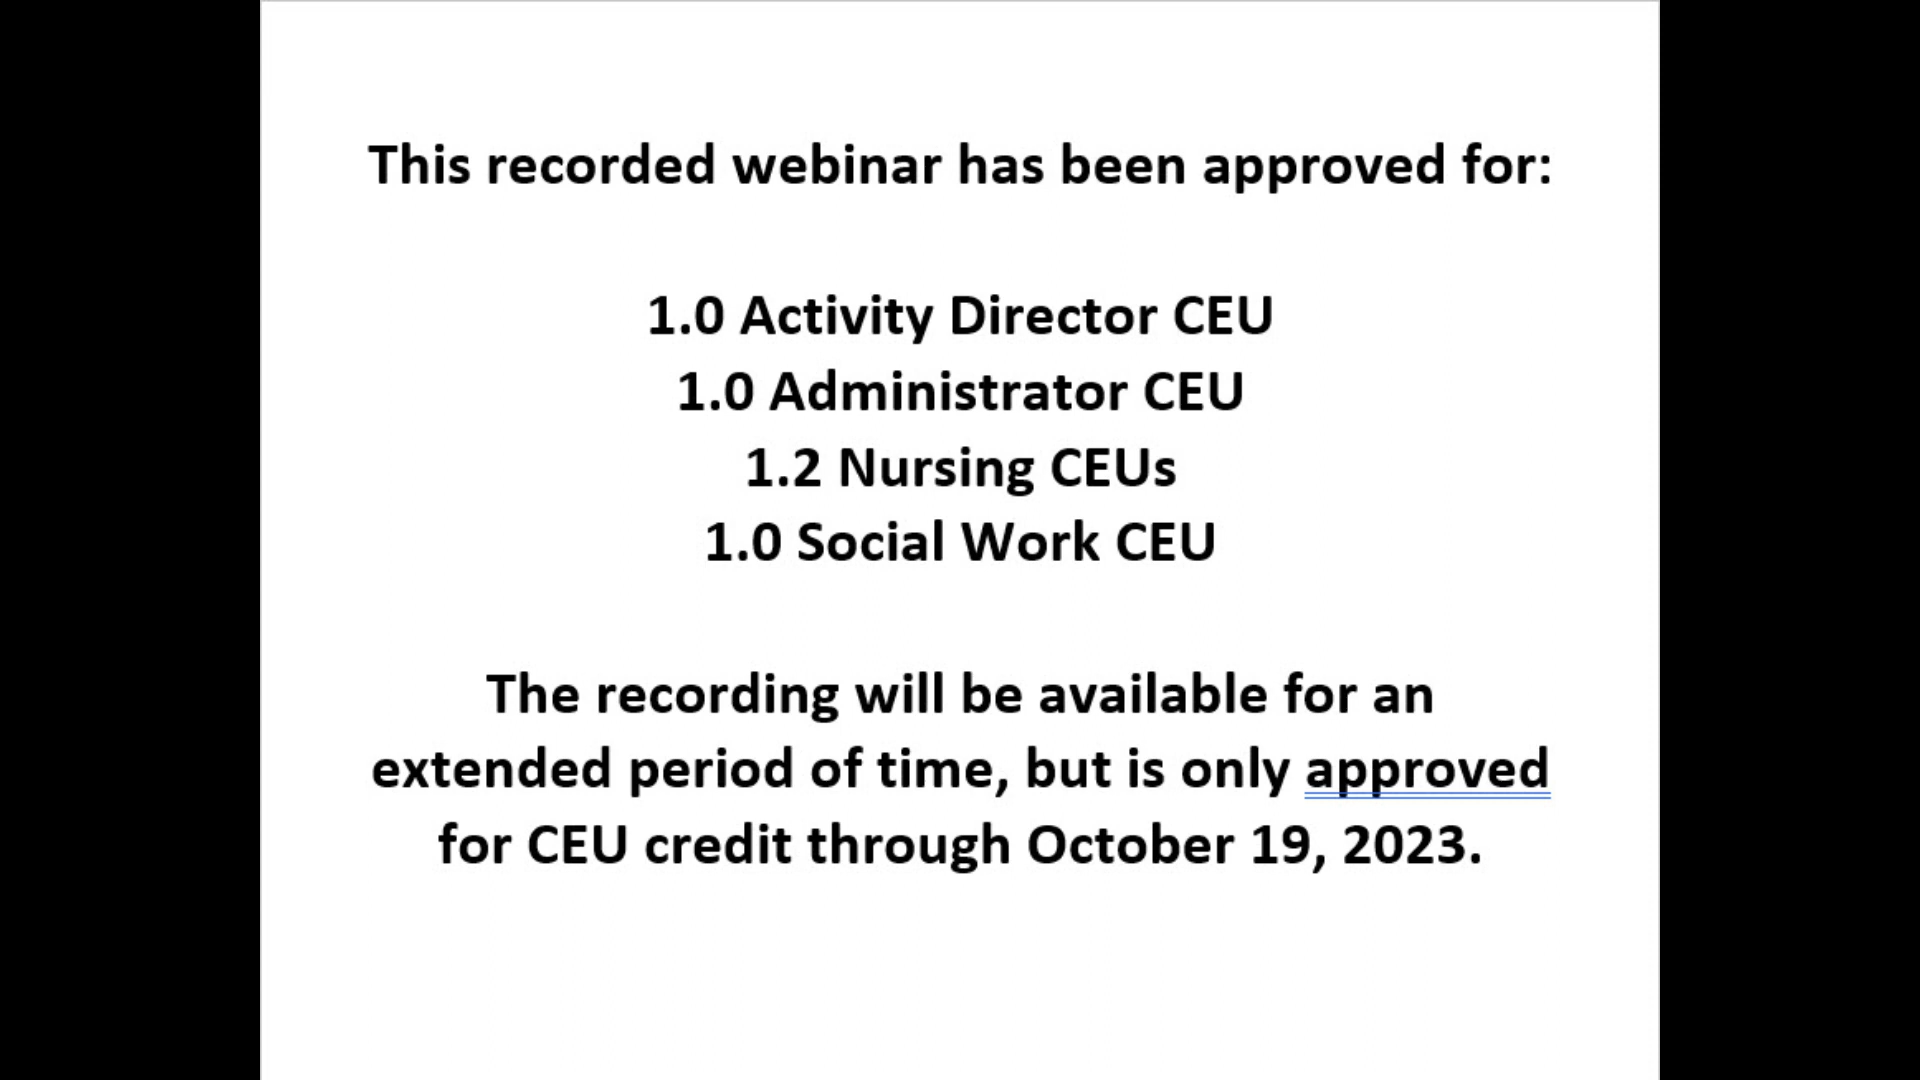 This recorded webinar has been approved for:
1.0 Activity Director CEU
1.0 Administrator CEU
1.2 Nursing CEUs
1.0 Social Work CEU
The recording will be available for an
extended period of time, but is only approved
for CEU credit through October 19, 2023.